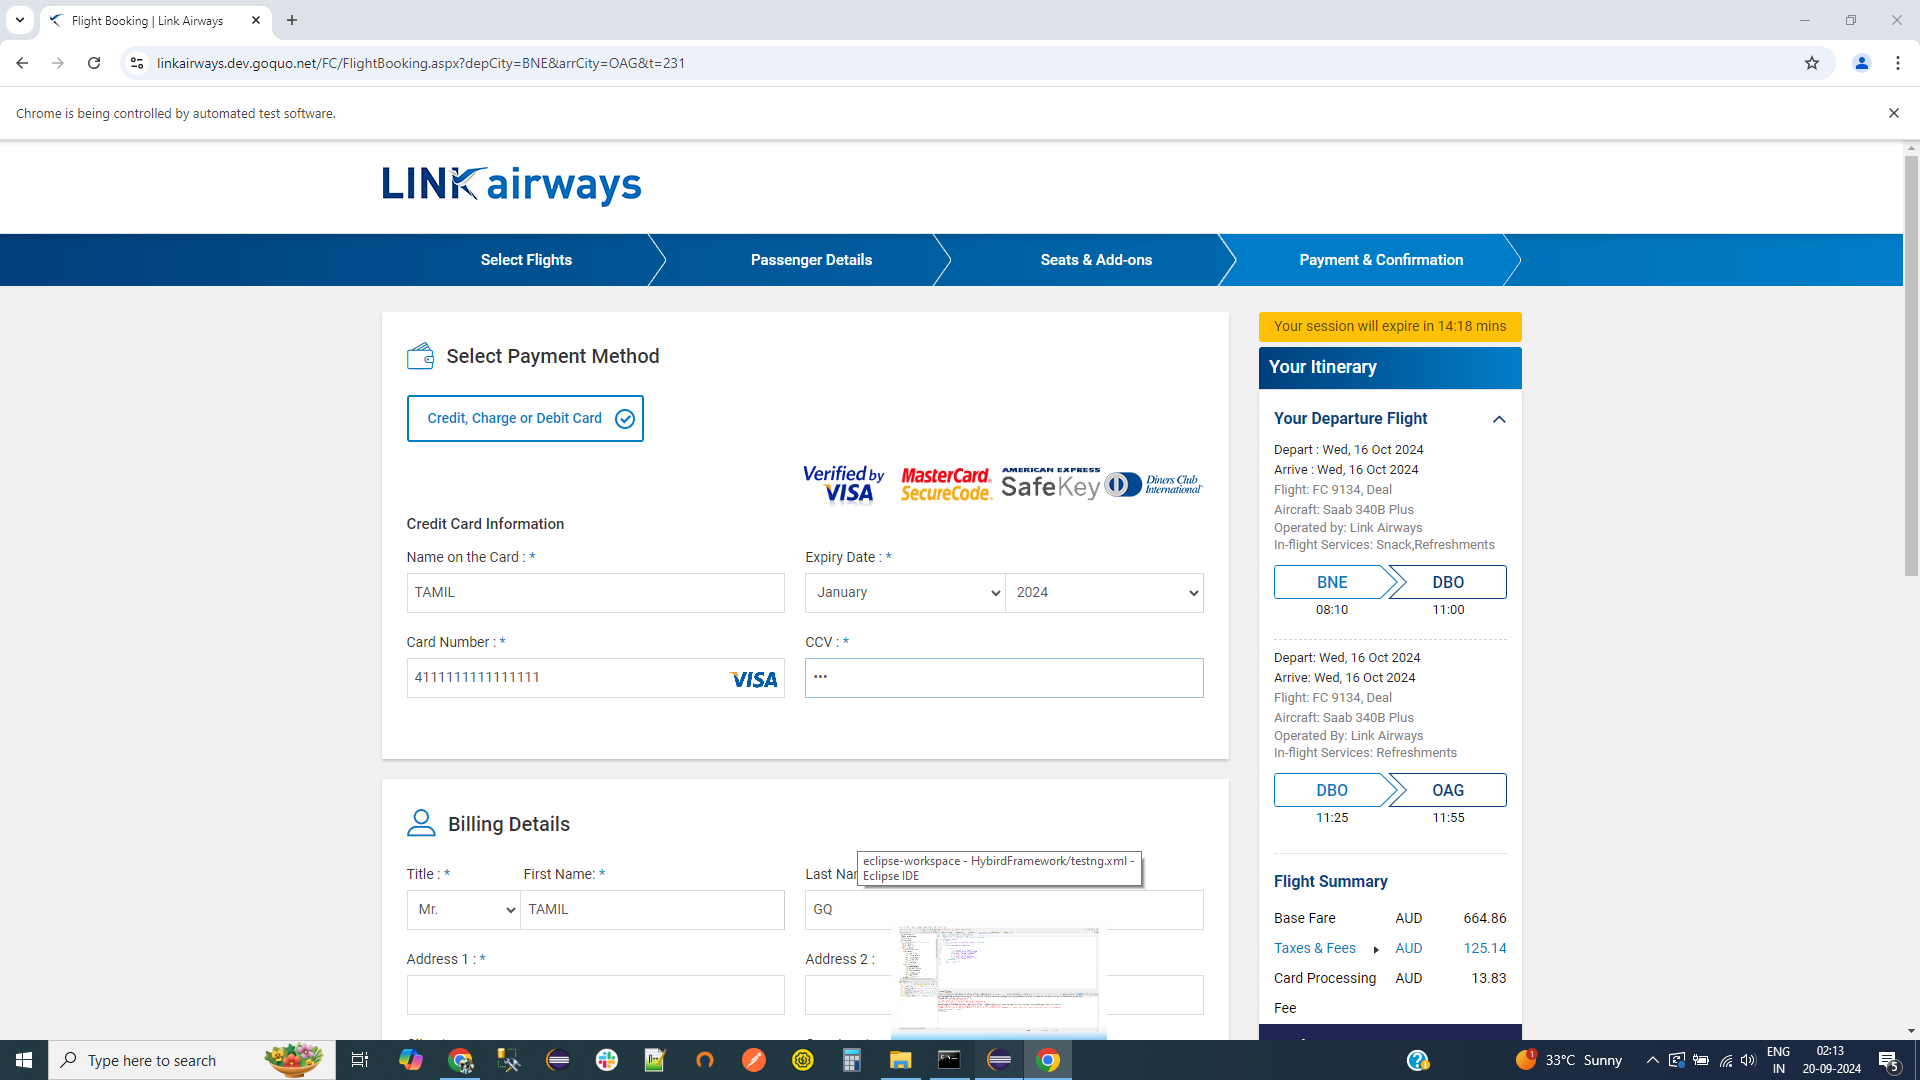 Flight Booking | Link Airways
linkairways.dev.goquo.net/FC/FlightBooking.aspx?depCity=BNE&arrCity=OAG&t=231
Chrome is being controlled by automated test software.
LINK airways
Select Flights
Passenger Details
Seats & Add-ons
Payment & Confirmation
Select Payment Method
Credit, Charge or Debit Card
Verified by VISA
MasterCard. SecureCode.
AMERICAN EXPRESS SafeKey
Diners Club International
Credit Card Information
Name on the Card : *
Expiry Date : *
TAMIL
January
2024
Card Number : *
CCV : *
4111111111111111
VISA
•••
Billing Details
Title : *
First Name: *
Last Nar
eclipse-workspace - HybirdFramework/testng.xml -
Eclipse IDE
Mr.
TAMIL
GQ
Address 1 : *
Address 2 :
Your session will expire in 14:18 mins
Your Itinerary
Your Departure Flight
Depart : Wed, 16 Oct 2024
Arrive : Wed, 16 Oct 2024
Flight: FC 9134, Deal
Aircraft: Saab 340B Plus
Operated by: Link Airways
In-flight Services: Snack,Refreshments
BNE
DBO
08:10
11:00
Depart: Wed, 16 Oct 2024
Arrive: Wed, 16 Oct 2024
Flight: FC 9134, Deal
Aircraft: Saab 340B Plus
Operated By: Link Airways
In-flight Services: Refreshments
DBO
OAG
11:25
11:55
Flight Summary
Base Fare AUD 664.86
Taxes & Fees AUD 125.14
Card Processing AUD 13.83
Fee
Type here to search
1
33°C Sunny
ENG
IN
02:13
20-09-2024
5